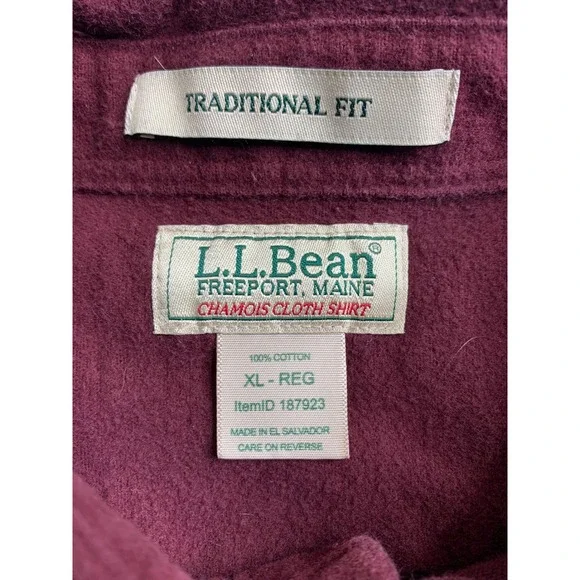 TRADITIONAL FIT
L.L.Bean®
FREEPORT, MAINE
CHAMOIS CLOTH SHIRT
100% COTTON
XL - REG
ItemID 187923
MADE IN EL SALVADOR
CARE ON REVERSE